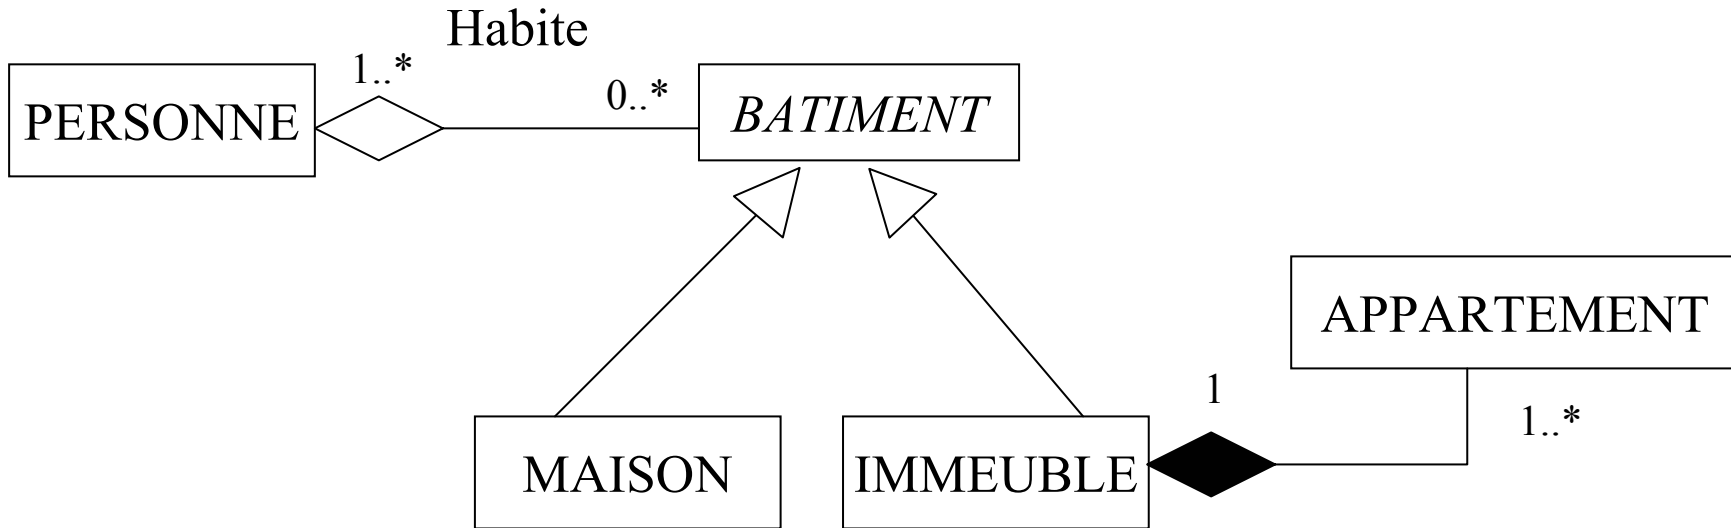 Habite
1..*
0..*
PERSONNE
BATIMENT
APPARTEMENT
1
1..*
MAISON
IMMEUBLE